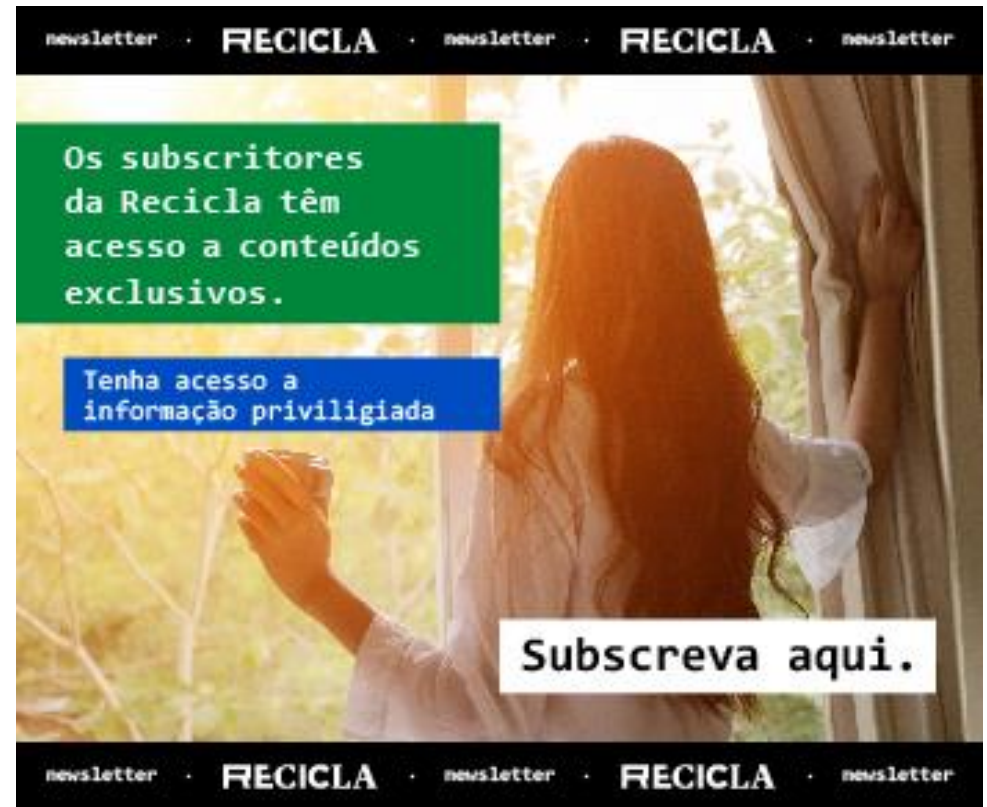 newsletter · RECICLA · newsletter · RECICLA · newsletter
Os subscritores
da Recicla têm
acesso a conteúdos
exclusivos.
Tenha acesso a
informação priviligiada
Subscreva aqui.
newsletter · RECICLA · newsletter · RECICLA · newsletter